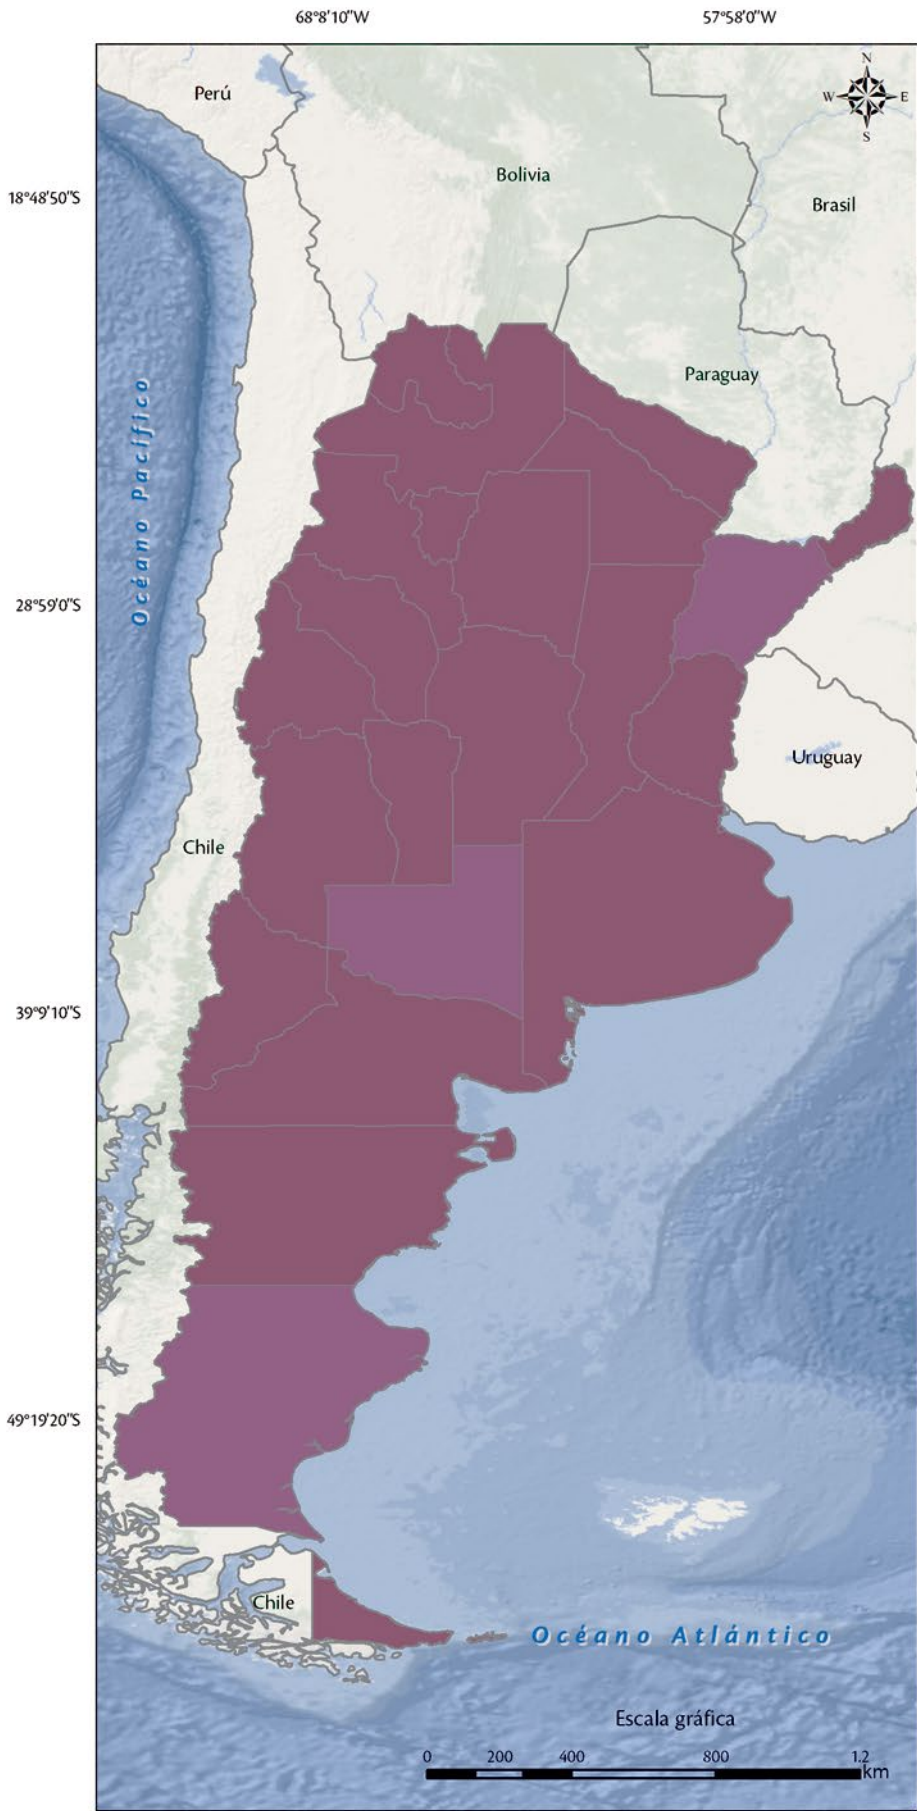 68°8'10"W
57°58'0"W
N
W
E
S
Perú
Bolivia
Brasil
18°48'50"S
Paraguay
Océano Pacífico
28°59'0"S
Uruguay
Chile
39°9'10"S
49°19'20"S
Chile
Océano Atlántico
Escala gráfica
0 200 400 800 1.2
km